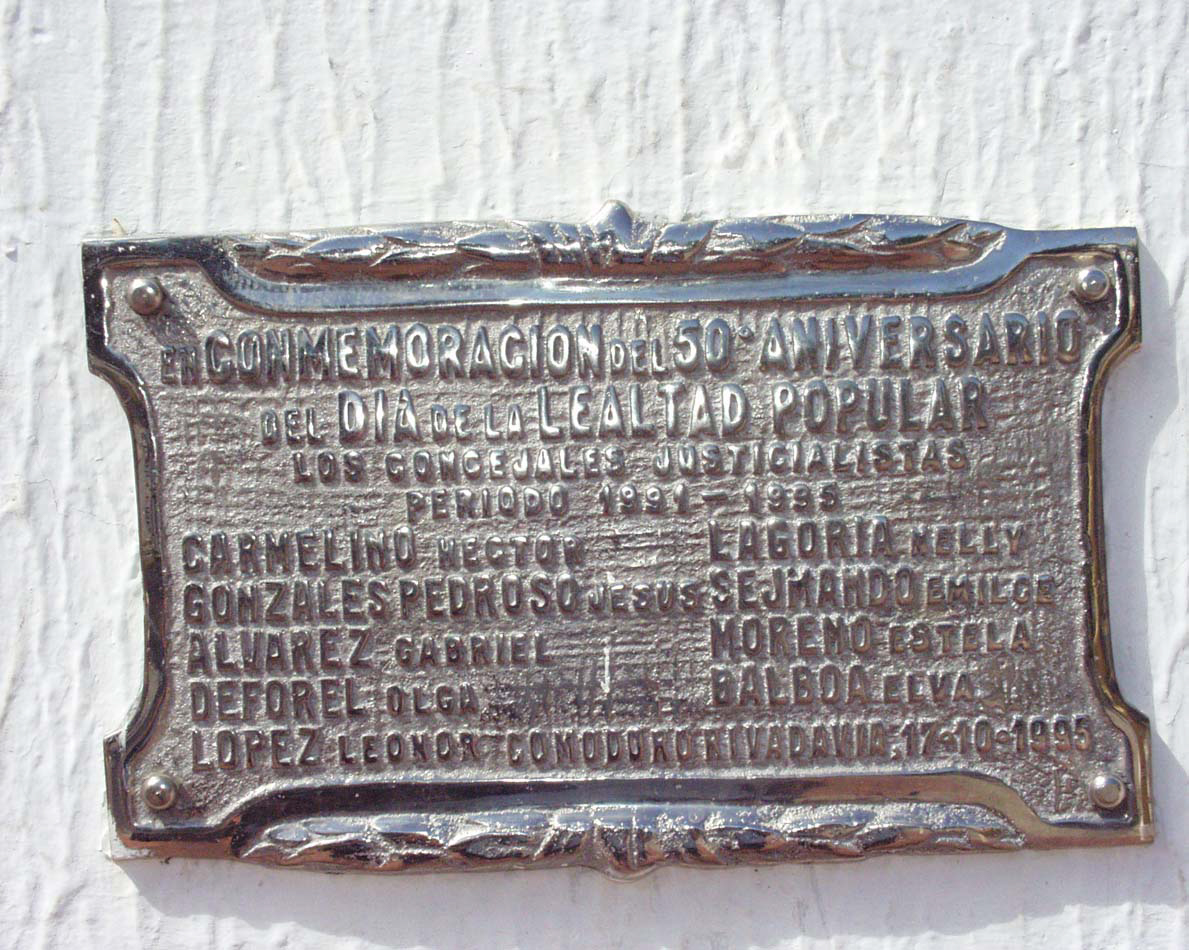 EN CONMEMORACION DEL 50° ANIVERSARIO
DEL DIA DE LA LEALTAD POPULAR
LOS CONCEJALES JUSTICIALISTAS
PERIODO 1991-1995
CARMELINO HECTOR LAGORIA NELLY
GONZALES PEDROSO JESUS SEJMANDO EMILCE
ALVAREZ GABRIEL MORENO ESTELA
DEFOREL OLGA BALBOA ELVA
LOPEZ LEONOR COMODORO RIVADAVIA: 17-10-1995